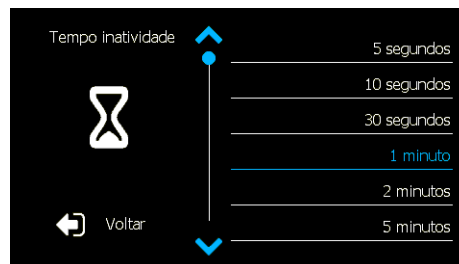 Tempo inatividade
5 segundos
10 segundos
30 segundos
1 minuto
2 minutos
5 minutos
Voltar